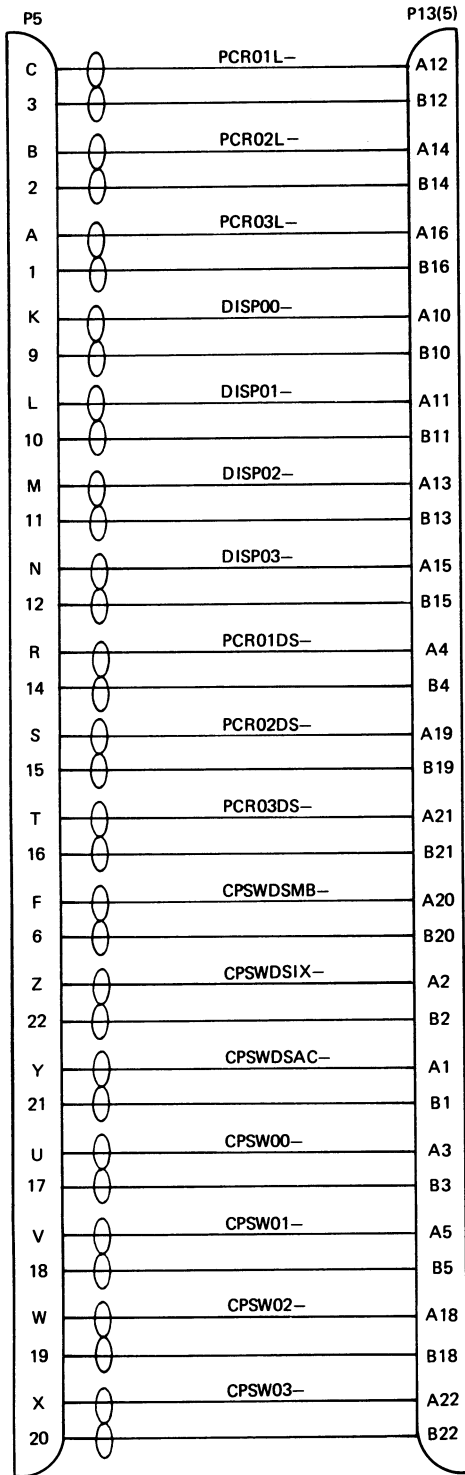 P5 P13(5)
C PCR01L— A12
3 B12
B PCR02L— A14
2 B14
A PCR03L— A16
1 B16
K DISP00— A10
9 B10
L DISP01— A11
10 B11
M DISP02— A13
11 B13
N DISP03— A15
12 B15
R PCR01DS— A4
14 B4
S PCR02DS— A19
15 B19
T PCR03DS— A21
16 B21
F CPSWDSMB— A20
6 B20
Z CPSWDSIX— A2
22 B2
Y CPSWDSAC— A1
21 B1
U CPSW00— A3
17 B3
V CPSW01— A5
18 B5
W CPSW02— A18
19 B18
X CPSW03— A22
20 B22